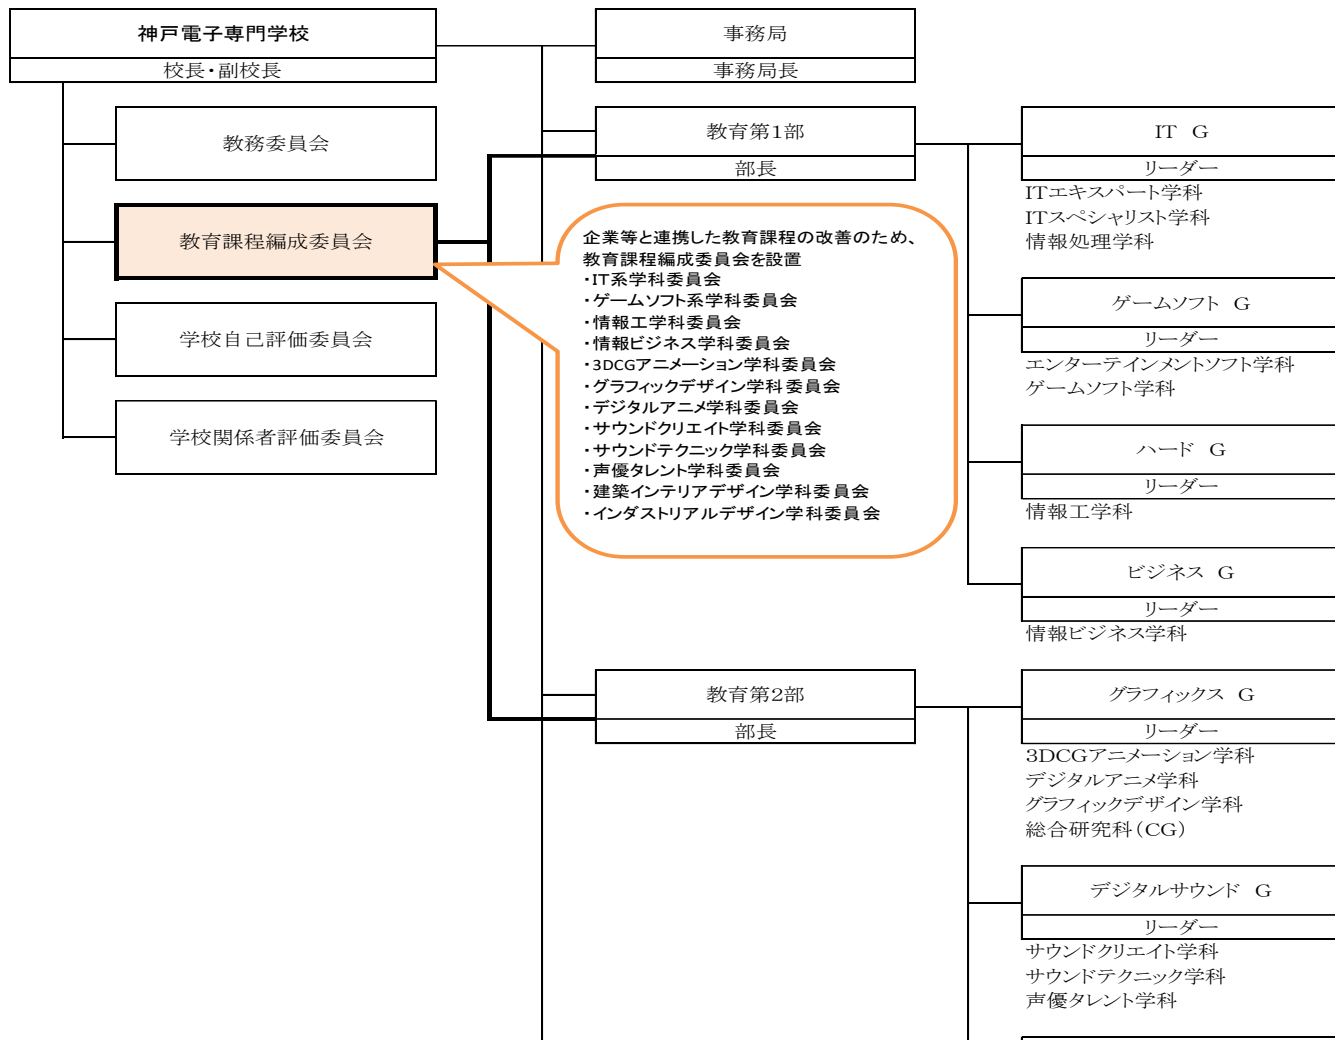 神戸電子専門学校
校長・副校長
教務委員会
教育課程編成委員会
学校自己評価委員会
学校関係者評価委員会
事務局
事務局長
教育第1部
部長
企業等と連携した教育課程の改善のため、
教育課程編成委員会を設置
・IT系学科委員会
・ゲームソフト系学科委員会
・情報工学科委員会
・情報ビジネス学科委員会
・3DCGアニメーション学科委員会
・グラフィックデザイン学科委員会
・デジタルアニメ学科委員会
・サウンドクリエイト学科委員会
・サウンドテクニック学科委員会
・声優タレント学科委員会
・建築インテリアデザイン学科委員会
・インダストリアルデザイン学科委員会
教育第2部
部長
IT G
リーダー
ITエキスパート学科
ITスペシャリスト学科
情報処理学科
ゲームソフト G
リーダー
エンターテインメントソフト学科
ゲームソフト学科
ハード G
リーダー
情報工学科
ビジネス G
リーダー
情報ビジネス学科
グラフィックス G
リーダー
3DCGアニメーション学科
デジタルアニメ学科
グラフィックデザイン学科
総合研究科(CG)
デジタルサウンド G
リーダー
サウンドクリエイト学科
サウンドテクニック学科
声優タレント学科